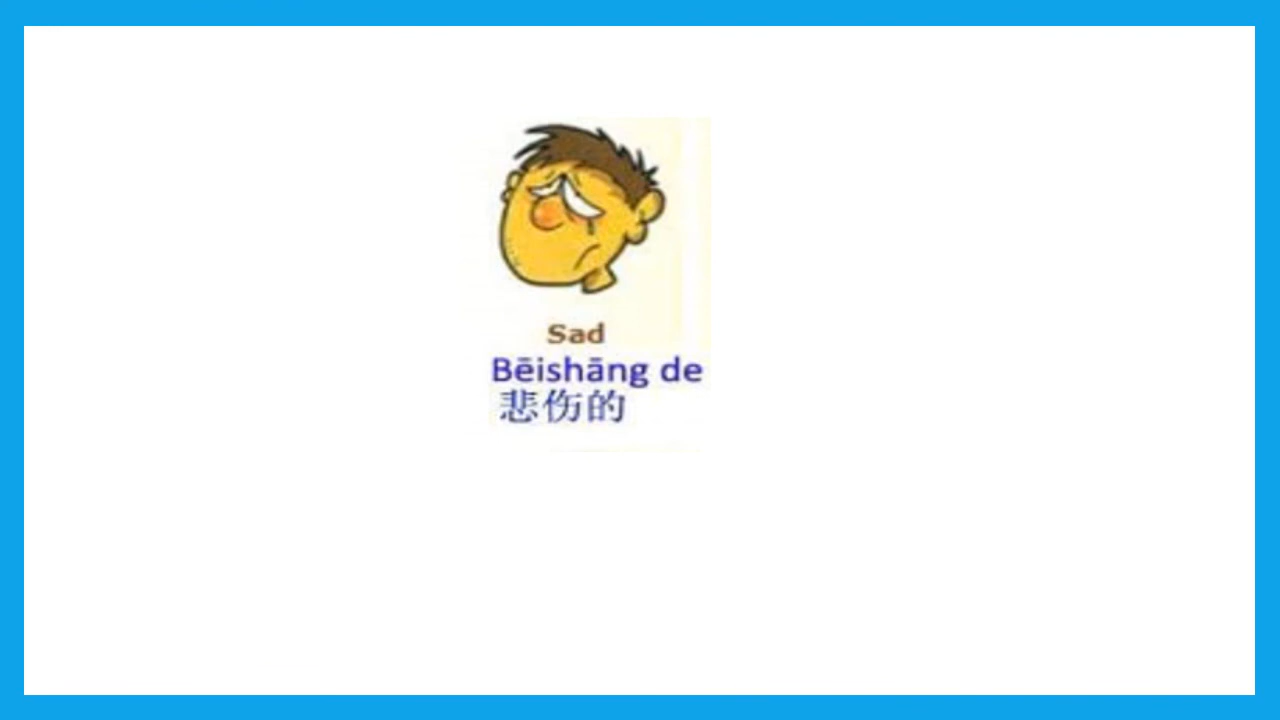 Sad
Bēishāng de
悲伤的